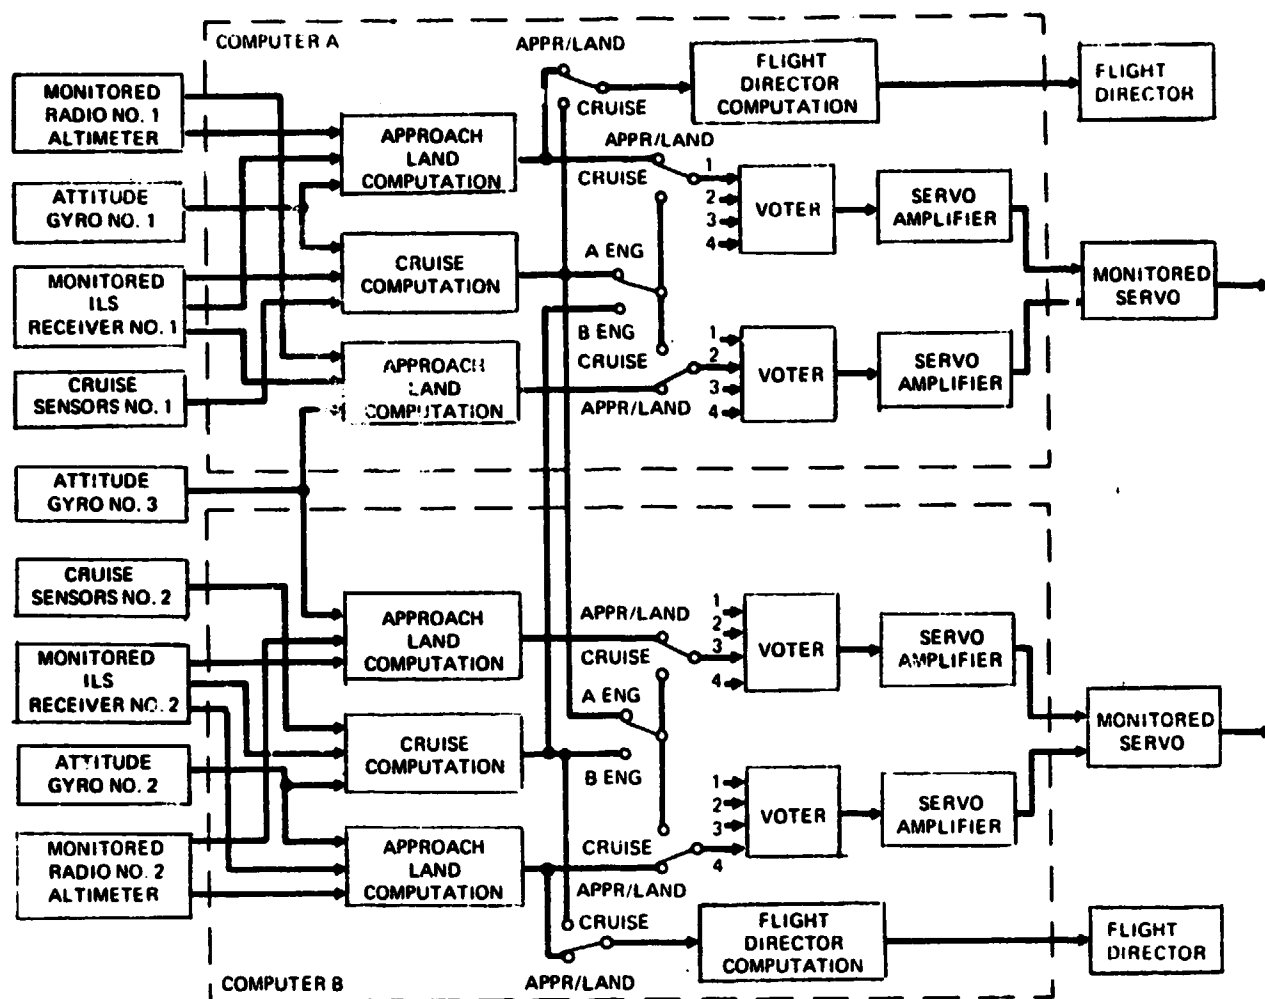 COMPUTER A
MONITORED
RADIO NO. 1
ALTIMETER
ATTITUDE
GYRO NO. 1
MONITORED
ILS
RECEIVER NO. 1
CRUISE
SENSORS NO. 1
ATTITUDE
GYRO NO. 3
CRUISE
SENSORS NO. 2
MONITORED
ILS
RECEIVER NO. 2
ATTITUDE
GYRO NO. 2
MONITORED
RADIO NO. 2
ALTIMETER
APPROACH
LAND
COMPUTATION
CRUISE
COMPUTATION
APPROACH
LAND
COMPUTATION
APPR/LAND
CRUISE
FLIGHT
DIRECTOR
COMPUTATION
FLIGHT
DIRECTOR
APPR/LAND
CRUISE
1
2
3
4
VOTER
SERVO
AMPLIFIER
A ENG
B ENG
MONITORED
SERVO
CRUISE
APPR/LAND
1
2
3
4
VOTER
SERVO
AMPLIFIER
APPROACH
LAND
COMPUTATION
CRUISE
COMPUTATION
APPROACH
LAND
COMPUTATION
APPR/LAND
CRUISE
1
2
3
4
VOTER
SERVO
AMPLIFIER
A ENG
B ENG
MONITORED
SERVO
CRUISE
APPR/LAND
1
2
3
4
VOTER
SERVO
AMPLIFIER
CRUISE
APPR/LAND
FLIGHT
DIRECTOR
COMPUTATION
FLIGHT
DIRECTOR
COMPUTER B